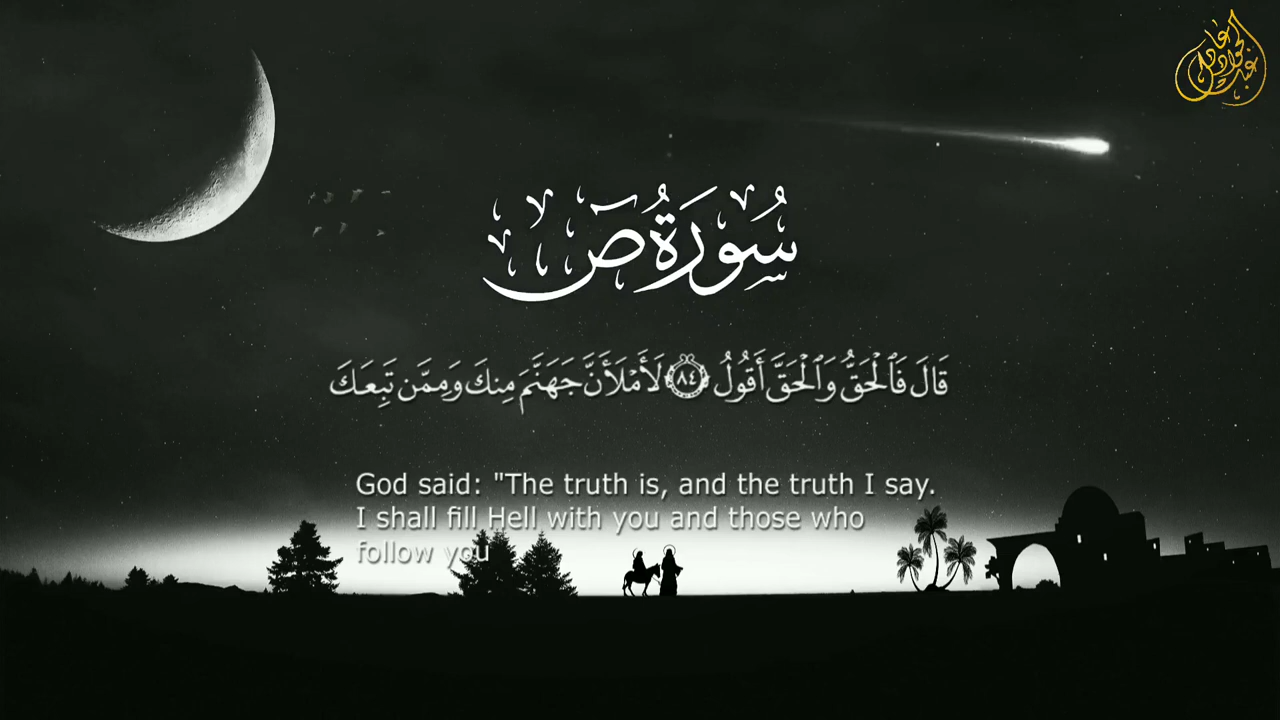 سُورَةُ صٓ
قَالَ فَٱلْحَقُّ وَٱلْحَقَّ أَقُولُ ٨٤ لَأَمْلَأَنَّ جَهَنَّمَ مِنكَ وَمِمَّن تَبِعَكَ
God said: "The truth is, and the truth I say.
I shall fill Hell with you and those who
follow you